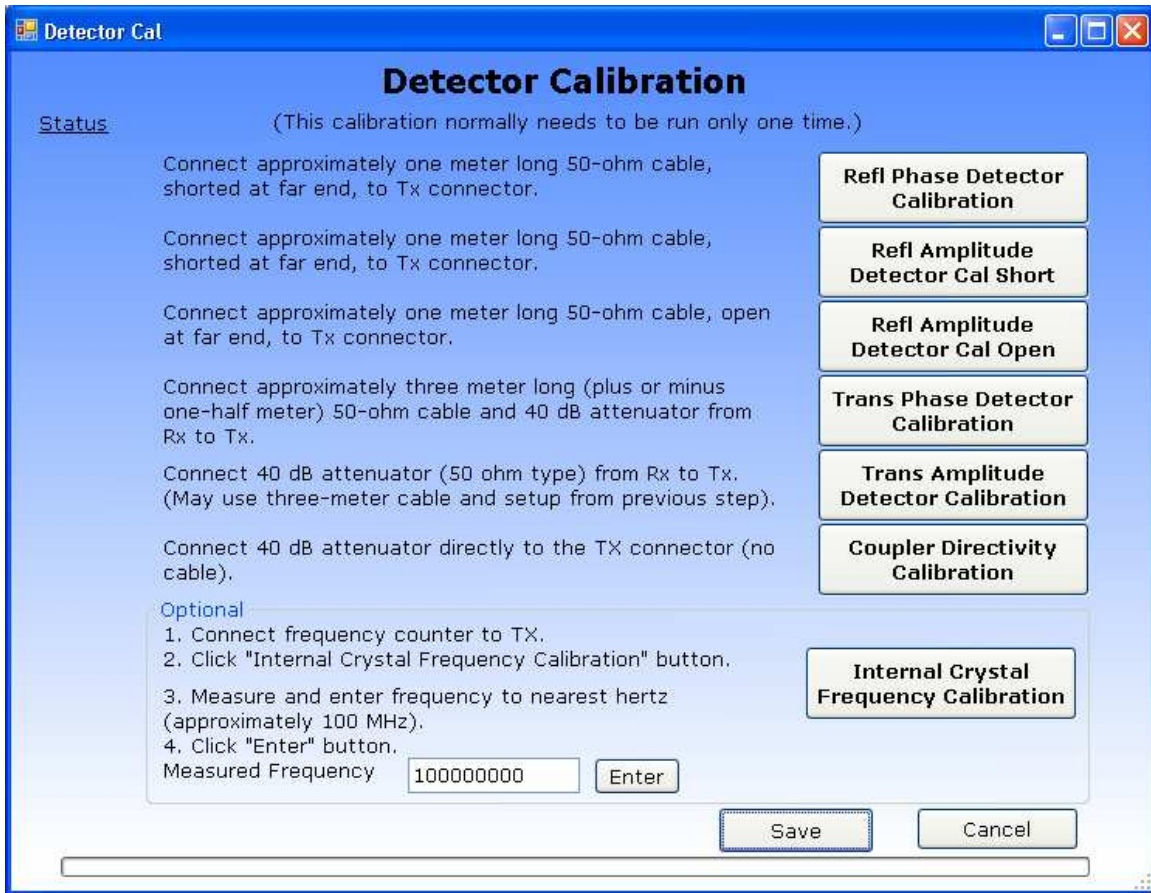 Detector Cal
Detector Calibration
Status
(This calibration normally needs to be run only one time.)
Connect approximately one meter long 50-ohm cable,
shorted at far end, to Tx connector.
Refl Phase Detector
Calibration
Connect approximately one meter long 50-ohm cable,
shorted at far end, to Tx connector.
Refl Amplitude
Detector Cal Short
Connect approximately one meter long 50-ohm cable, open
at far end, to Tx connector.
Refl Amplitude
Detector Cal Open
Connect approximately three meter long (plus or minus
one-half meter) 50-ohm cable and 40 dB attenuator from
Rx to Tx.
Trans Phase Detector
Calibration
Connect 40 dB attenuator (50 ohm type) from Rx to Tx.
(May use three-meter cable and setup from previous step).
Trans Amplitude
Detector Calibration
Connect 40 dB attenuator directly to the TX connector (no
cable).
Coupler Directivity
Calibration
Optional
1. Connect frequency counter to TX.
2. Click "Internal Crystal Frequency Calibration" button.
3. Measure and enter frequency to nearest hertz
(approximately 100 MHz).
4. Click "Enter" button.
Internal Crystal
Frequency Calibration
Measured Frequency 100000000 Enter
Save Cancel